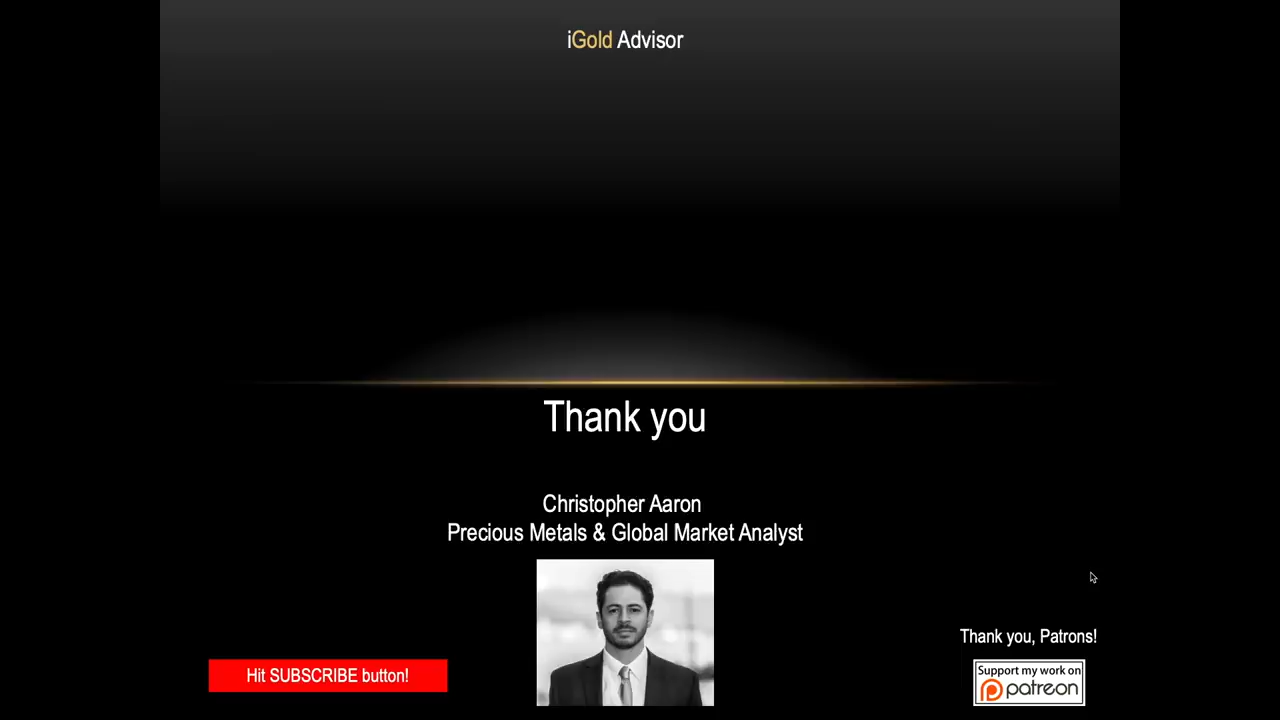 iGold Advisor
Thank you
Christopher Aaron
Precious Metals & Global Market Analyst
Thank you, Patrons!
Hit SUBSCRIBE button!
Support my work on
patreon